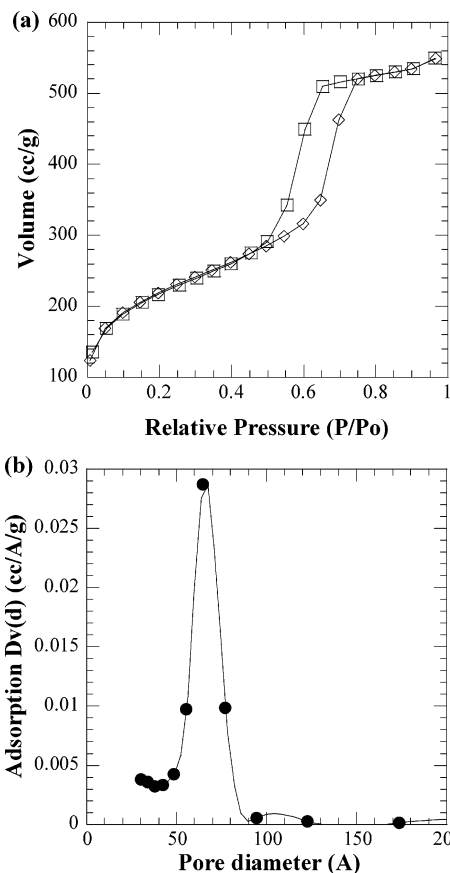 (a)
600
500
400
300
200
100
Volume (cc/g)
0 0.2 0.4 0.6 0.8 1
Relative Pressure (P/Po)
(b)
0.03
0.025
0.02
0.015
0.01
0.005
0
Adsorption Dv(d) (cc/A/g)
0 50 100 150 200
Pore diameter (A)